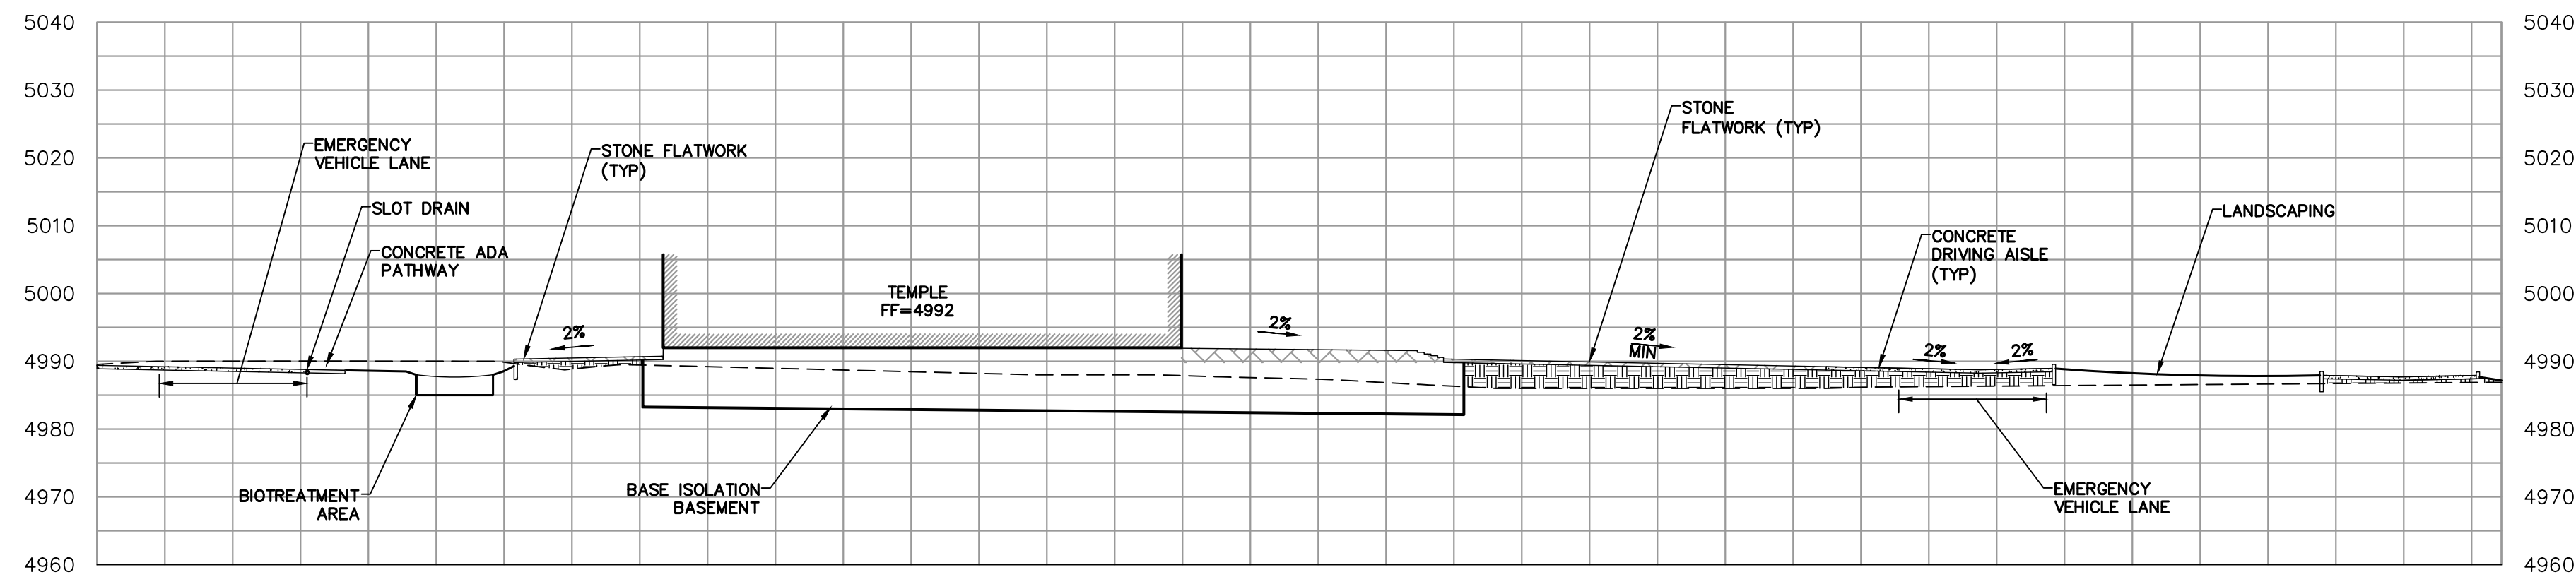 5040
5030
5020
5010
5000
4990
4980
4970
4960
EMERGENCY
VEHICLE LANE
SLOT DRAIN
CONCRETE ADA
PATHWAY
STONE FLATWORK
(TYP)
2%
BIOTREATMENT
AREA
TEMPLE
FF=4992
BASE ISOLATION
BASEMENT
2%
STONE
FLATWORK (TYP)
2%
MIN
CONCRETE
DRIVING AISLE
(TYP)
2%
2%
EMERGENCY
VEHICLE LANE
LANDSCAPING
5040
5030
5020
5010
5000
4990
4980
4970
4960